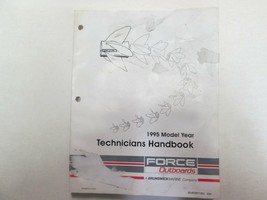 1995 Model Year
Technicians Handbook
FORCE
Outboards